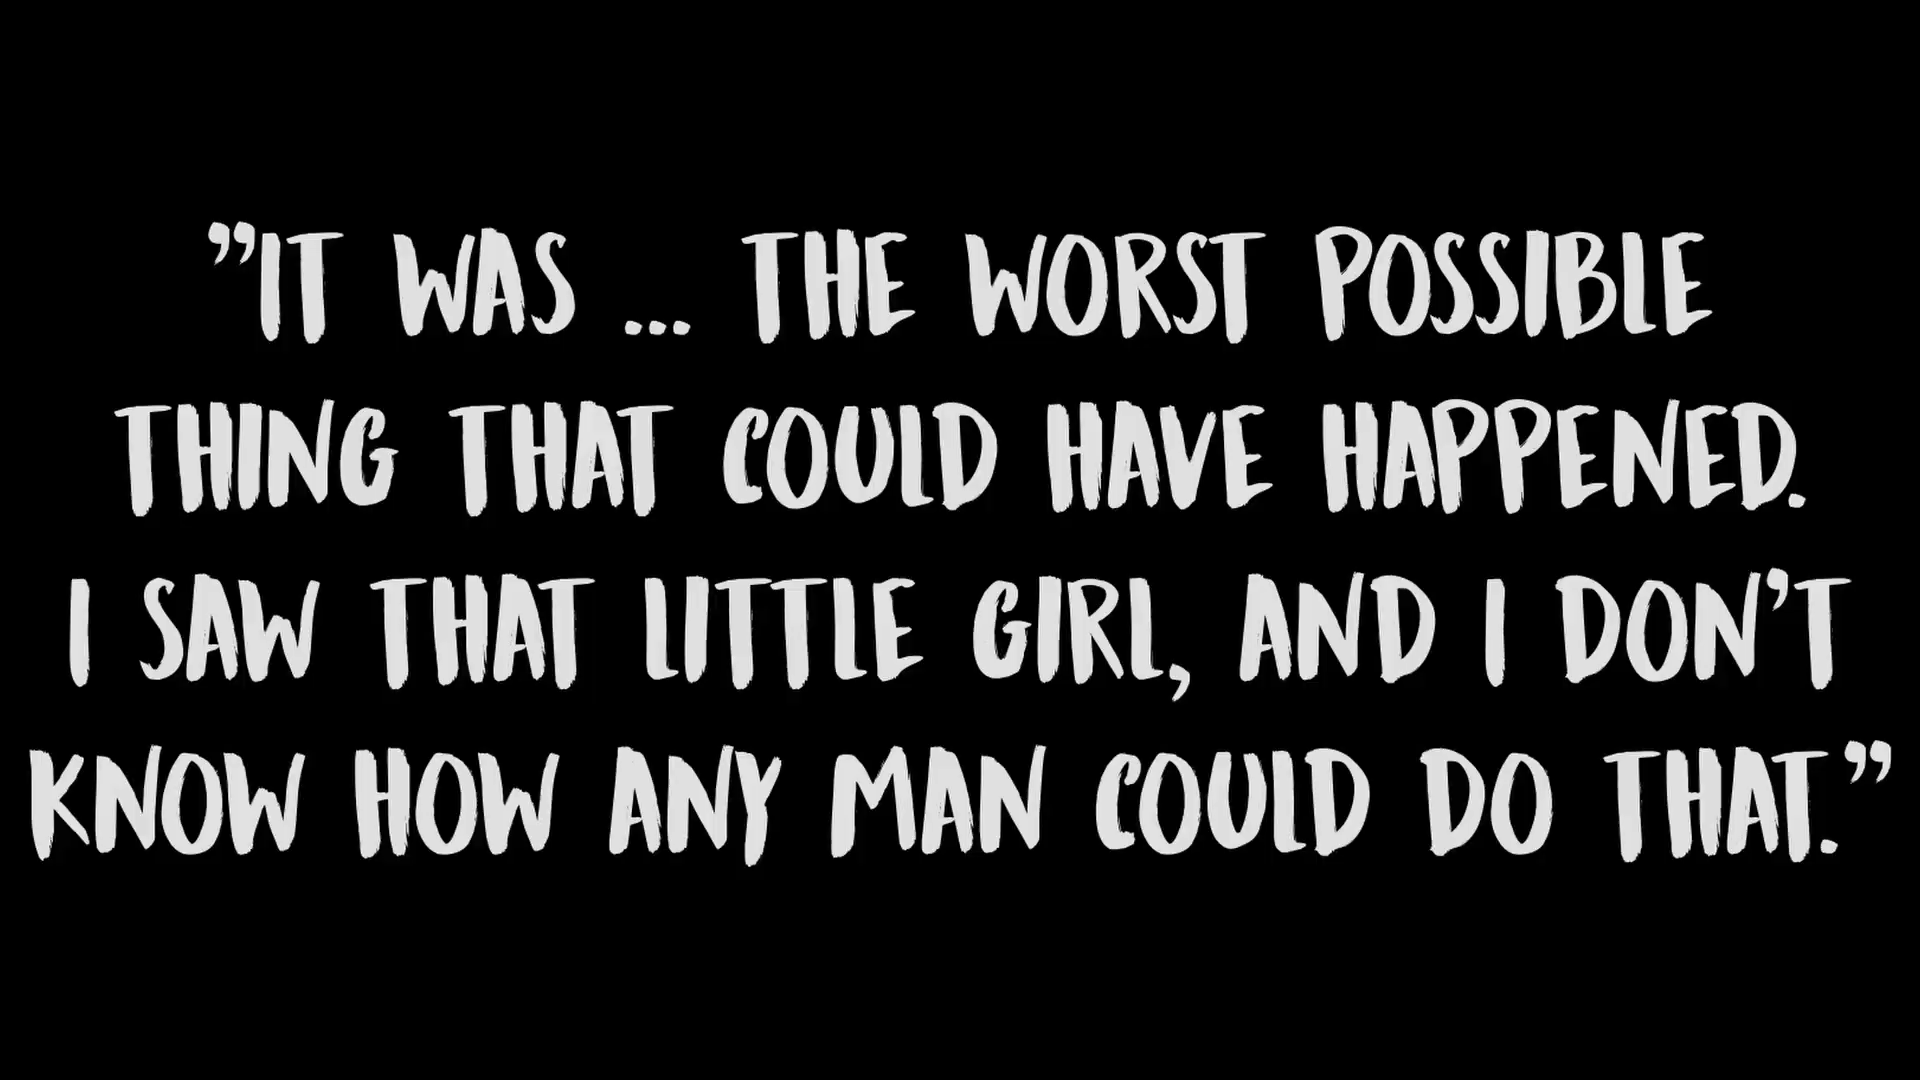 ”IT WAS ... THE WORST POSSIBLE
THING THAT COULD HAVE HAPPENED.
I SAW THAT LITTLE GIRL, AND I DON’T
KNOW HOW ANY MAN COULD DO THAT.”